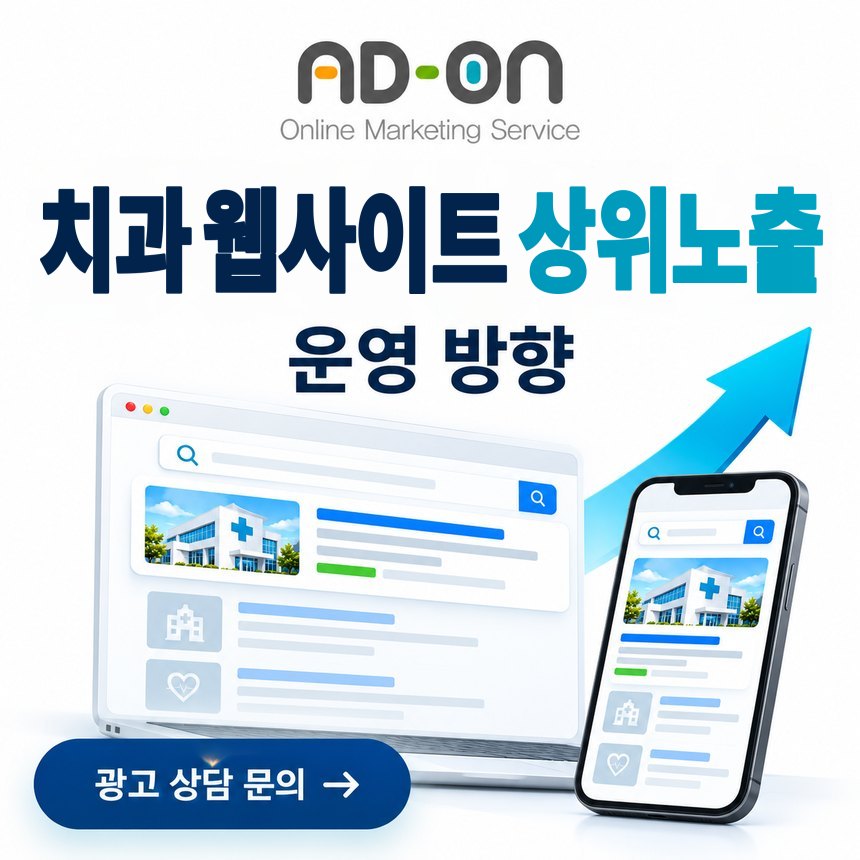 AD-ON
Online Marketing Service
치과 웹사이트 상위노출
운영 방향
광고 상담 문의 →